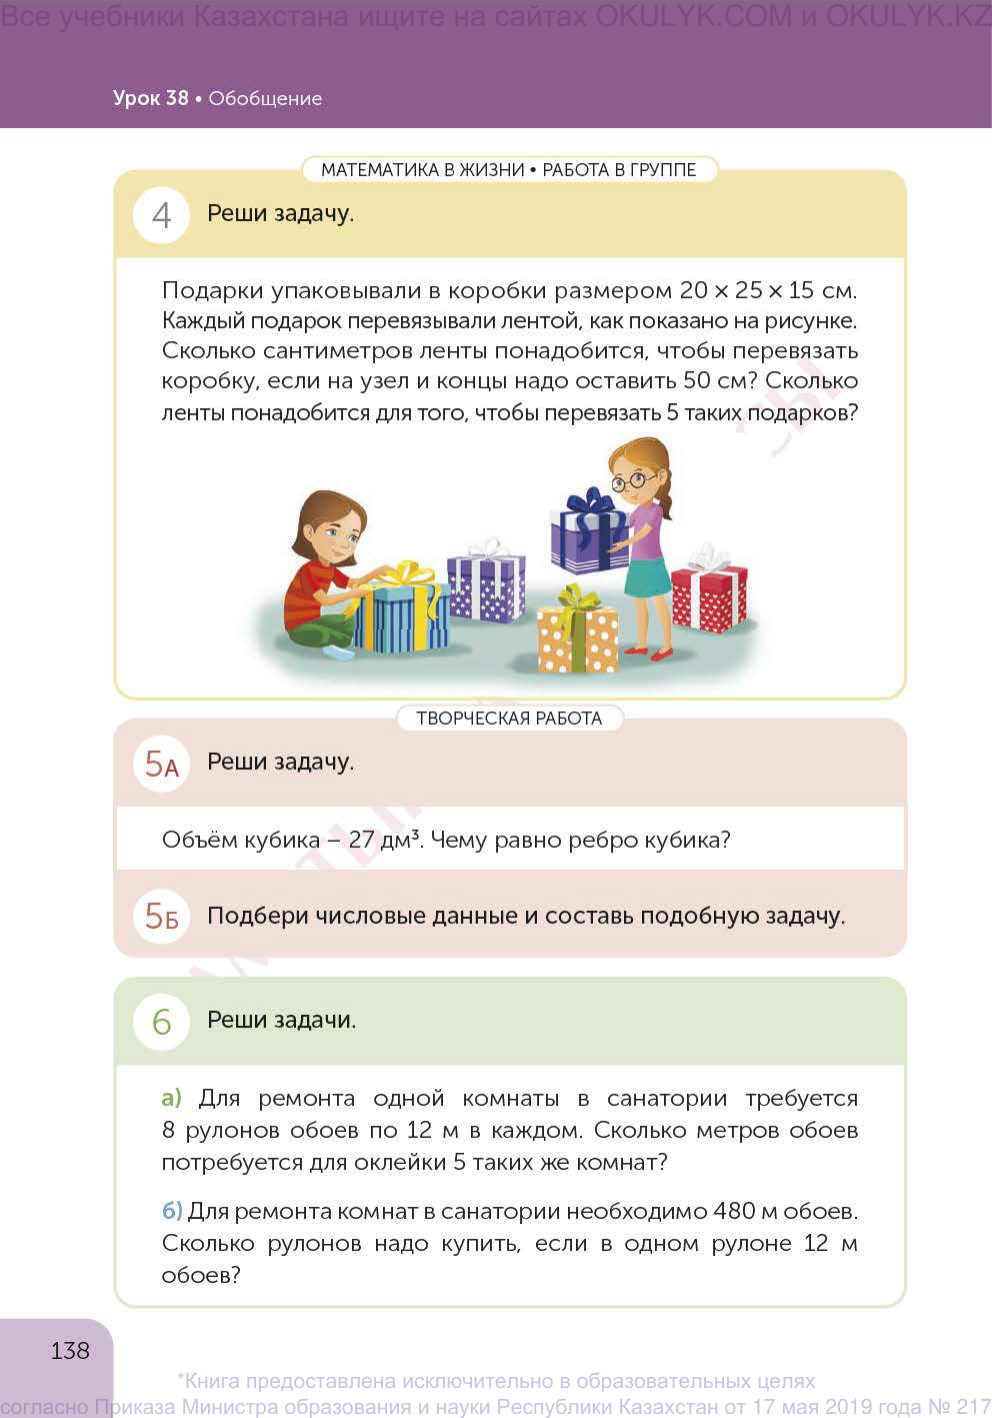 Все учебники Казахстана ищите на сайтах OKULYK.COM и OKULYK.KZ
Урок 38 • Обобщение
МАТЕМАТИКА В ЖИЗНИ • РАБОТА В ГРУППЕ
4 Реши задачу.
Подарки упаковывали в коробки размером 20 × 25 × 15 см.
Каждый подарок перевязывали лентой, как показано на рисунке.
Сколько сантиметров ленты понадобится, чтобы перевязать
коробку, если на узел и концы надо оставить 50 см? Сколько
ленты понадобится для того, чтобы перевязать 5 таких подарков?
ТВОРЧЕСКАЯ РАБОТА
5А Реши задачу.
Объём кубика – 27 дм³. Чему равно ребро кубика?
5Б Подбери числовые данные и составь подобную задачу.
6 Реши задачи.
а) Для ремонта одной комнаты в санатории требуется
8 рулонов обоев по 12 м в каждом. Сколько метров обоев
потребуется для оклейки 5 таких же комнат?
б) Для ремонта комнат в санатории необходимо 480 м обоев.
Сколько рулонов надо купить, если в одном рулоне 12 м
обоев?
138
*Книга предоставлена исключительно в образовательных целях
согласно Приказа Министра образования и науки Республики Казахстан от 17 мая 2019 года № 217